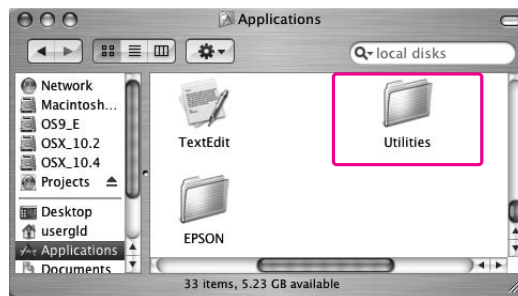 Applications
local disks
Network
Macintosh...
OS9_E
OSX_10.2
OSX_10.4
Projects
Desktop
usergld
Applications
Documents
TextEdit
Utilities
EPSON
33 items, 5.23 GB available